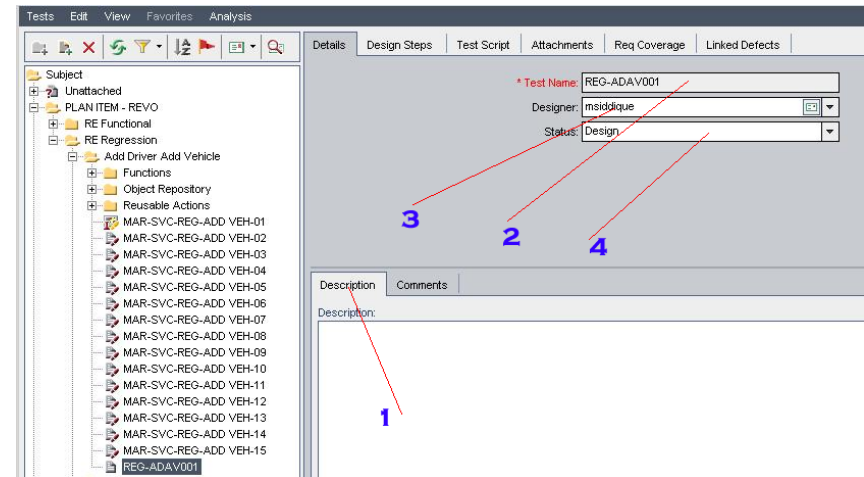 Tests Edit View Favorites Analysis
Details Design Steps Test Script Attachments Req Coverage Linked Defects
Subject
Unattached
PLAN ITEM - REVO
RE Functional
RE Regression
Add Driver Add Vehicle
Functions
Object Repository
Reusable Actions
MAR-SVC-REG-ADD VEH-01
MAR-SVC-REG-ADD VEH-02
MAR-SVC-REG-ADD VEH-03
MAR-SVC-REG-ADD VEH-04
MAR-SVC-REG-ADD VEH-05
MAR-SVC-REG-ADD VEH-06
MAR-SVC-REG-ADD VEH-07
MAR-SVC-REG-ADD VEH-08
MAR-SVC-REG-ADD VEH-09
MAR-SVC-REG-ADD VEH-10
MAR-SVC-REG-ADD VEH-11
MAR-SVC-REG-ADD VEH-12
MAR-SVC-REG-ADD VEH-13
MAR-SVC-REG-ADD VEH-14
MAR-SVC-REG-ADD VEH-15
REG-ADAV001
* Test Name: REG-ADAV001
Designer: msiddique
Status: Design
3
2
4
Description Comments
Description:
1